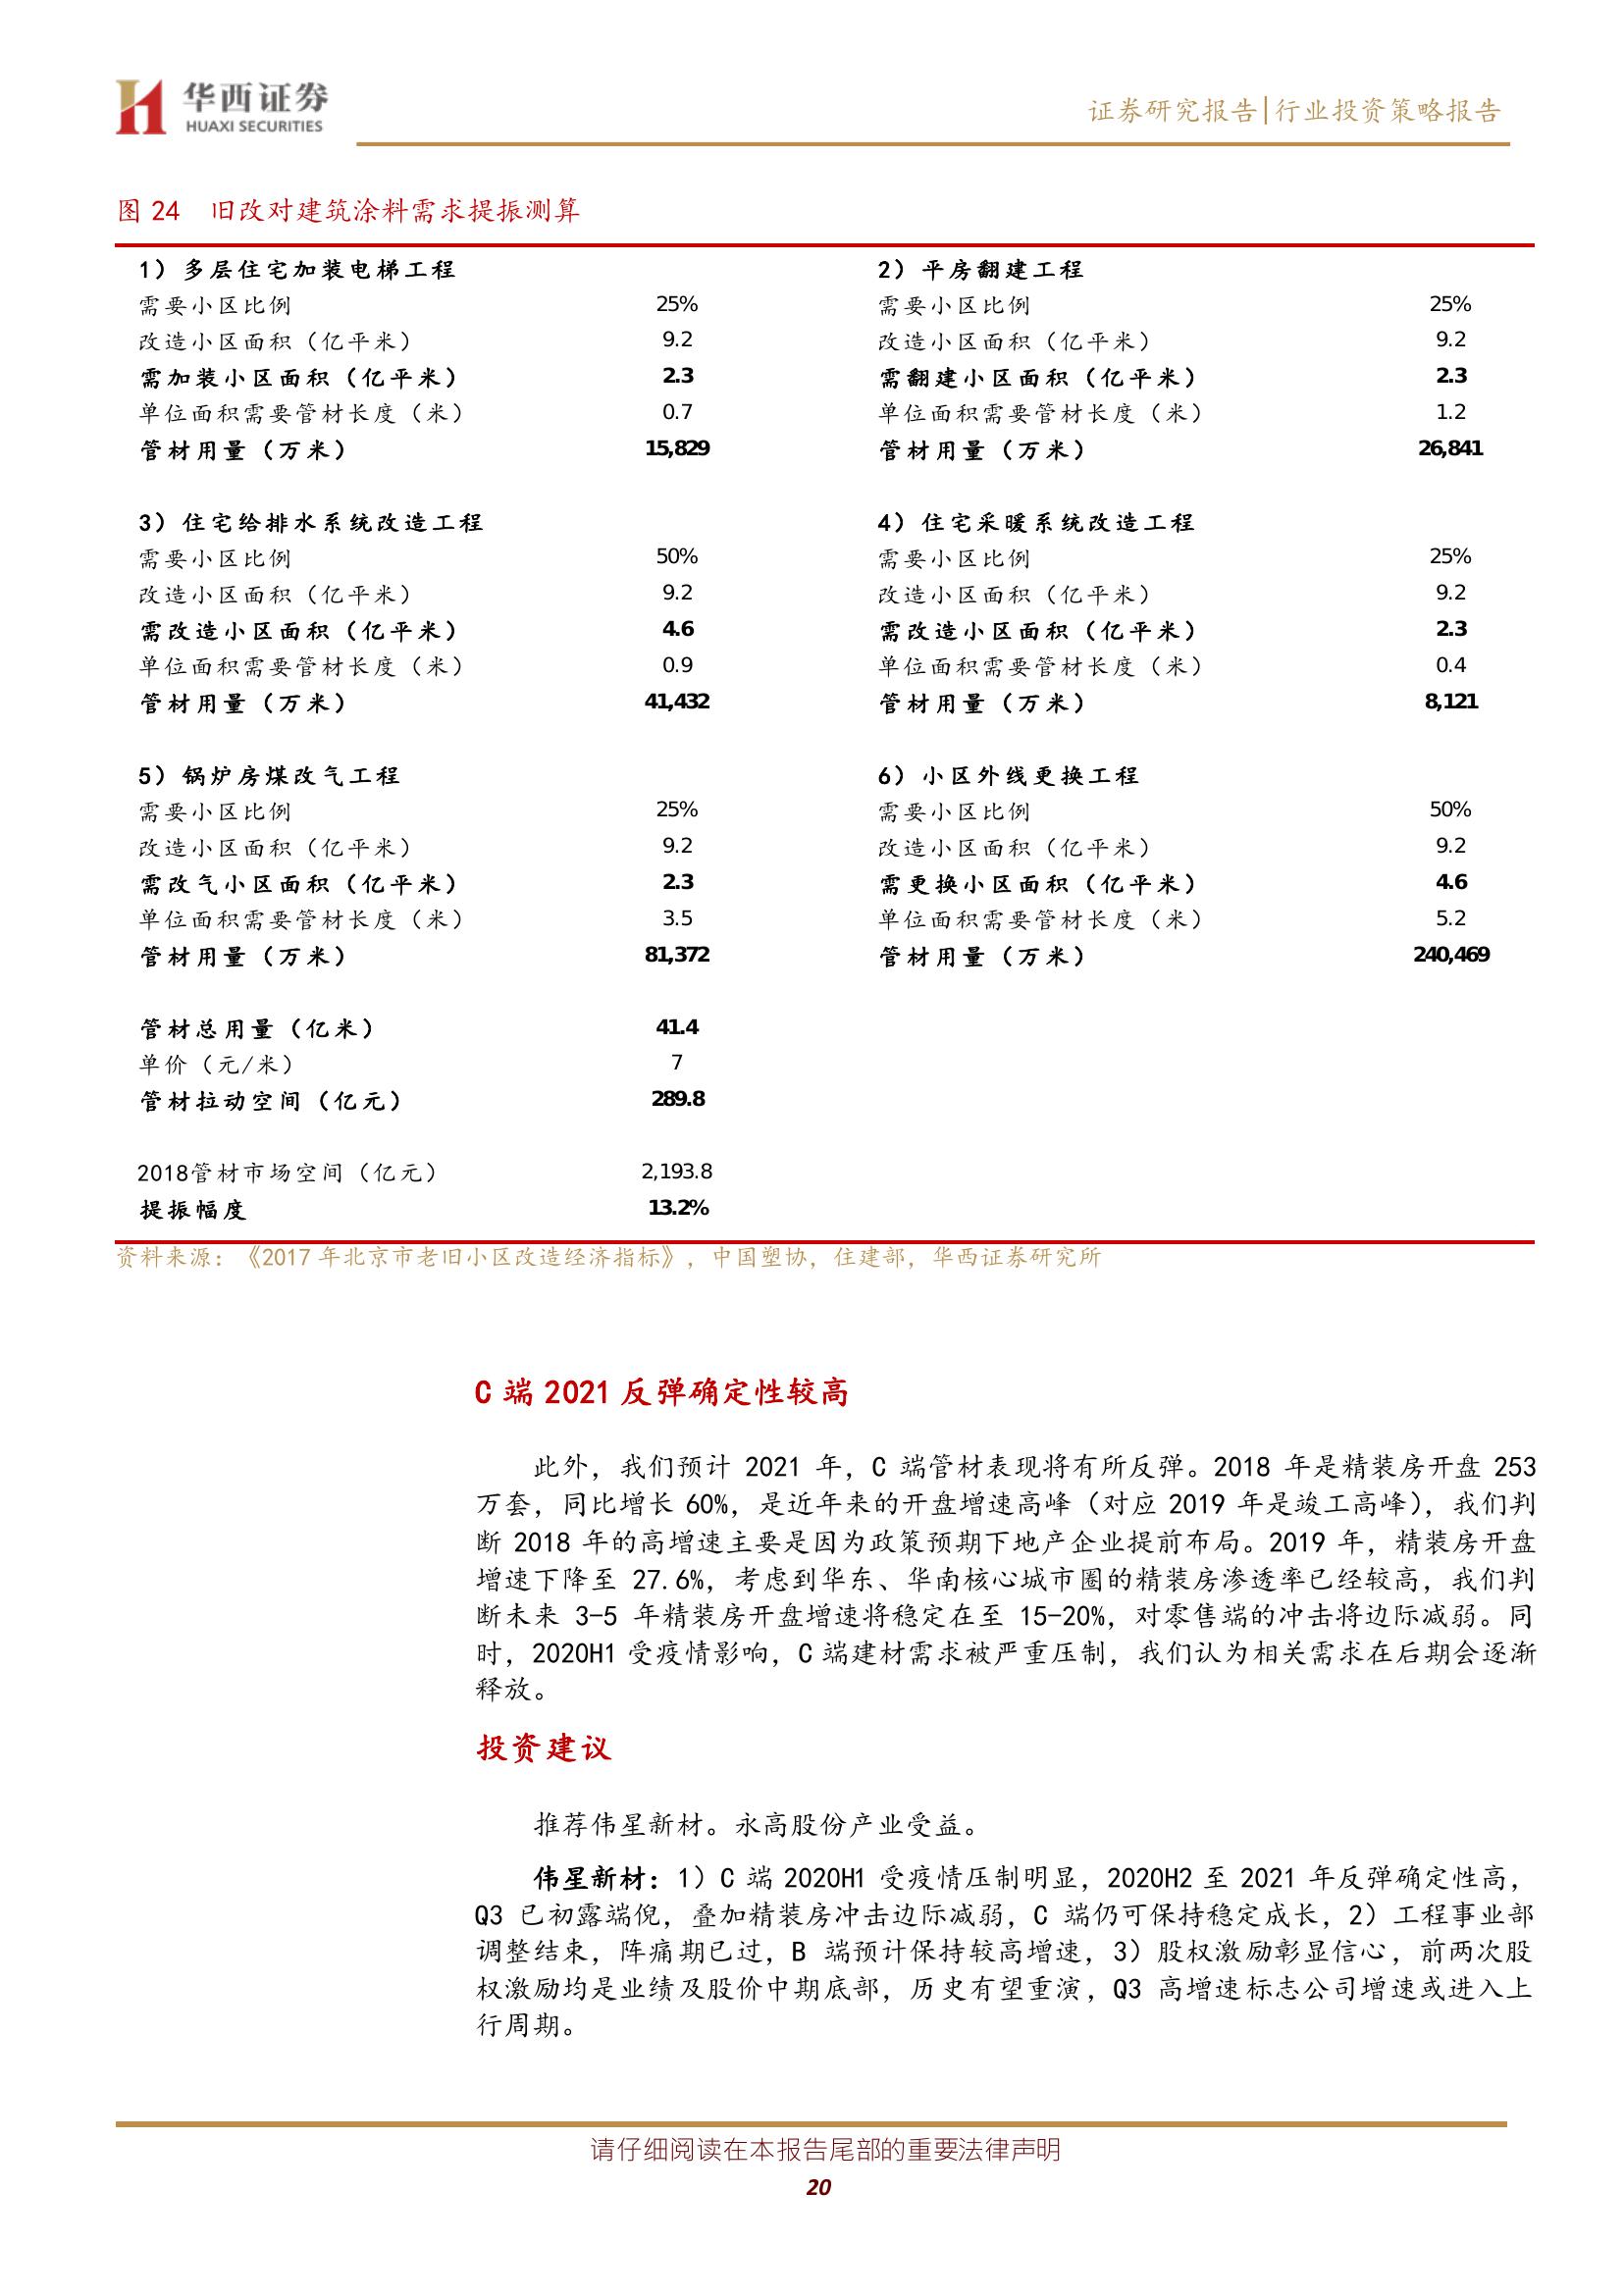 华西证券
HUAXI SECURITIES
证券研究报告|行业投资策略报告
图 24 旧改对建筑涂料需求提振测算
1）多层住宅加装电梯工程 2）平房翻建工程
需要小区比例 25% 需要小区比例 25%
改造小区面积（亿平米） 9.2 改造小区面积（亿平米） 9.2
需加装小区面积（亿平米） 2.3 需翻建小区面积（亿平米） 2.3
单位面积需要管材长度（米） 0.7 单位面积需要管材长度（米） 1.2
管材用量（万米） 15,829 管材用量（万米） 26,841
3）住宅给排水系统改造工程 4）住宅采暖系统改造工程
需要小区比例 50% 需要小区比例 25%
改造小区面积（亿平米） 9.2 改造小区面积（亿平米） 9.2
需改造小区面积（亿平米） 4.6 需改造小区面积（亿平米） 2.3
单位面积需要管材长度（米） 0.9 单位面积需要管材长度（米） 0.4
管材用量（万米） 41,432 管材用量（万米） 8,121
5）锅炉房煤改气工程 6）小区外线更换工程
需要小区比例 25% 需要小区比例 50%
改造小区面积（亿平米） 9.2 改造小区面积（亿平米） 9.2
需改气小区面积（亿平米） 2.3 需更换小区面积（亿平米） 4.6
单位面积需要管材长度（米） 3.5 单位面积需要管材长度（米） 5.2
管材用量（万米） 81,372 管材用量（万米） 240,469
管材总用量（亿米） 41.4
单价（元/米） 7
管材拉动空间（亿元） 289.8
2018管材市场空间（亿元） 2,193.8
提振幅度 13.2%
资料来源：《2017 年北京市老旧小区改造经济指标》，中国塑协，住建部，华西证券研究所
C 端 2021 反弹确定性较高
此外，我们预计 2021 年，C 端管材表现将有所反弹。2018 年是精装房开盘 253
万套，同比增长 60%，是近年来的开盘增速高峰（对应 2019 年是竣工高峰），我们判
断 2018 年的高增速主要是因为政策预期下地产企业提前布局。2019 年，精装房开盘
增速下降至 27.6%，考虑到华东、华南核心城市圈的精装房渗透率已经较高，我们判
断未来 3-5 年精装房开盘增速将稳定在至 15-20%，对零售端的冲击将边际减弱。同
时，2020H1 受疫情影响，C 端建材需求被严重压制，我们认为相关需求在后期会逐渐
释放。
投资建议
推荐伟星新材。永高股份产业受益。
伟星新材：1）C 端 2020H1 受疫情压制明显，2020H2 至 2021 年反弹确定性高，
Q3 已初露端倪，叠加精装房冲击边际减弱，C 端仍可保持稳定成长，2）工程事业部
调整结束，阵痛期已过，B 端预计保持较高增速，3）股权激励彰显信心，前两次股
权激励均是业绩及股价中期底部，历史有望重演，Q3 高增速标志公司增速或进入上
行周期。
请仔细阅读在本报告尾部的重要法律声明
20